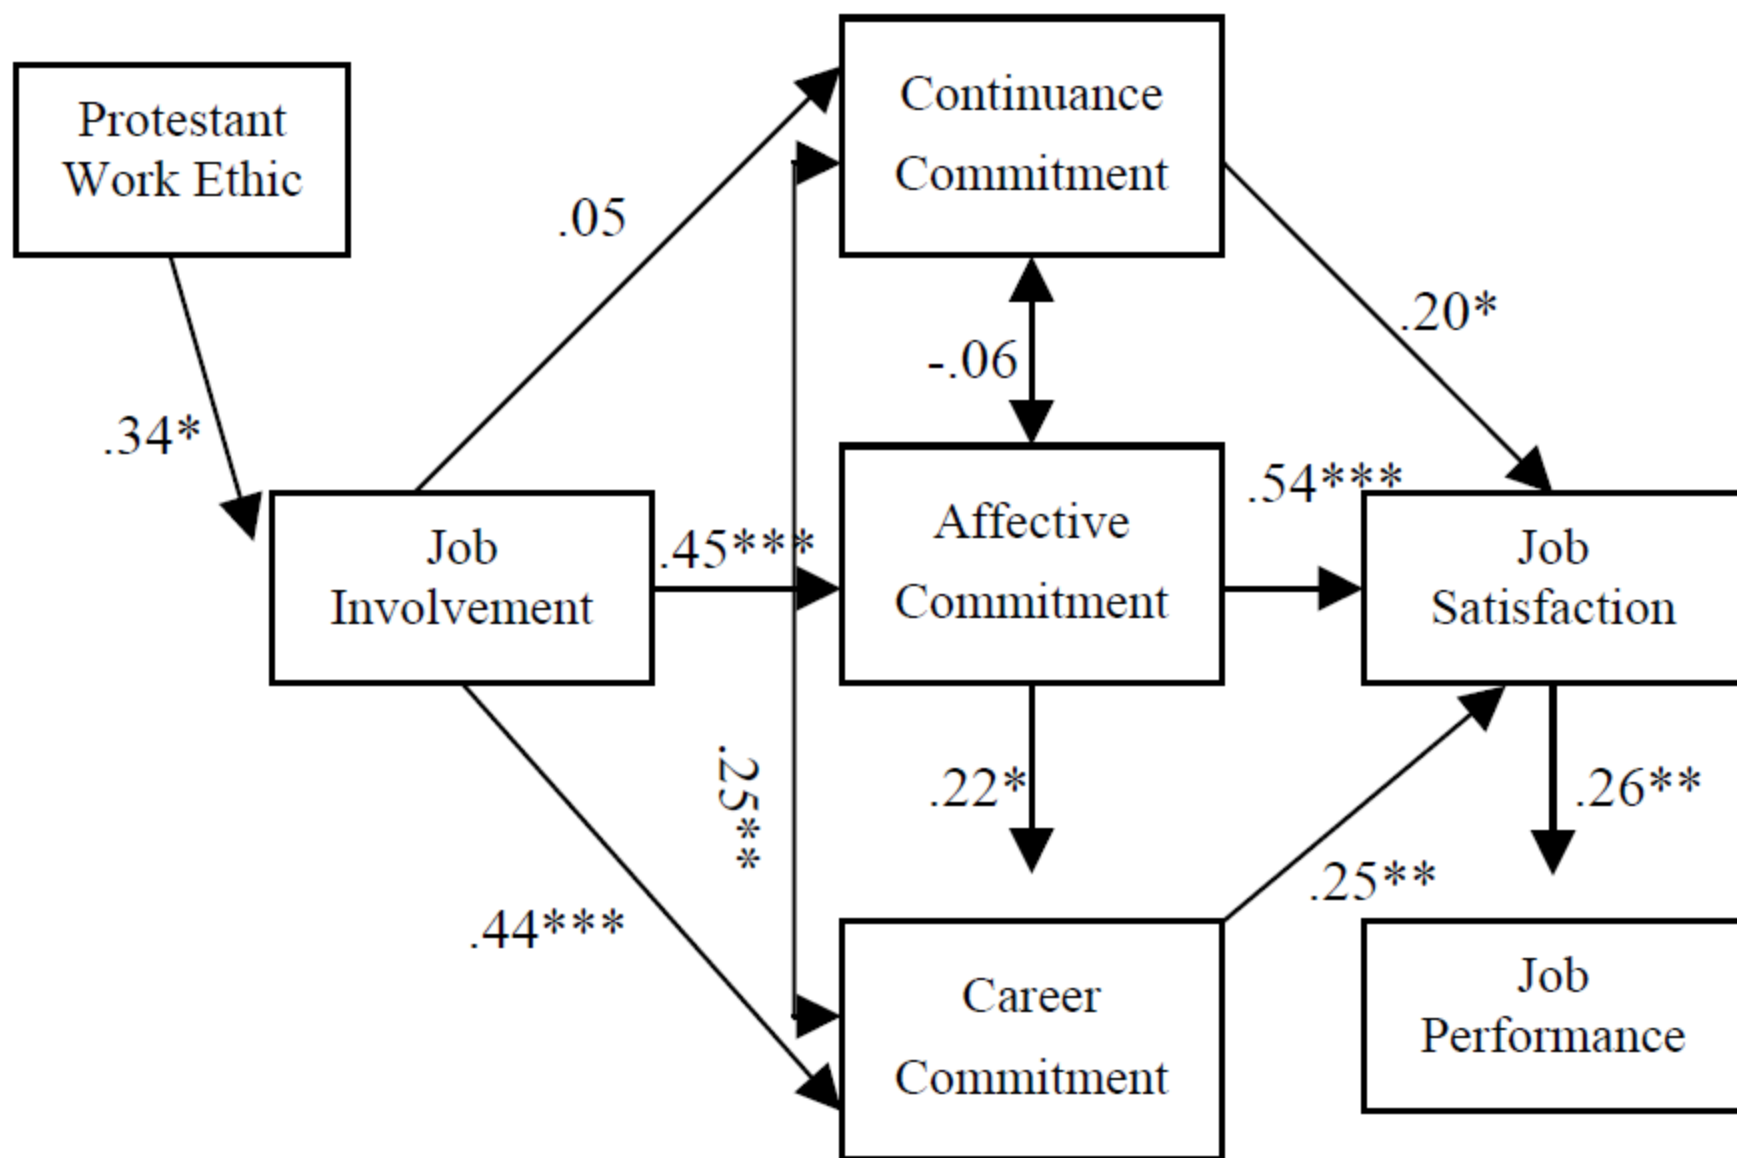 Protestant
Work Ethic
Continuance
Commitment
.05
.20*
-.06
.34*
Job
Involvement
.45***
Affective
Commitment
.54***
Job
Satisfaction
.25**
.22*
.26**
.44***
.25**
Career
Commitment
Job
Performance